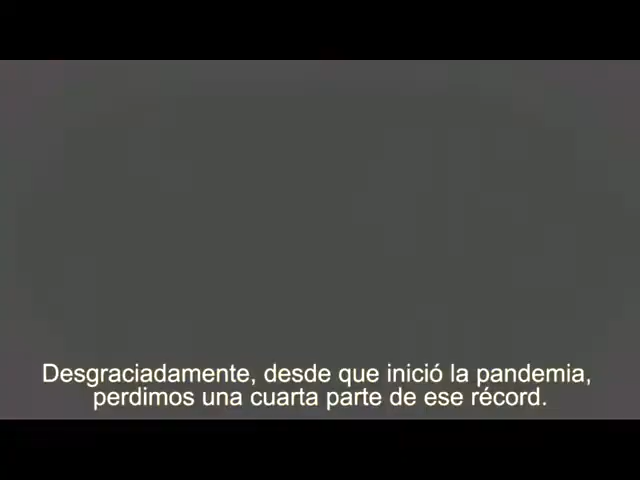 Desgraciadamente, desde que inició la pandemia,
perdimos una cuarta parte de ese récord.